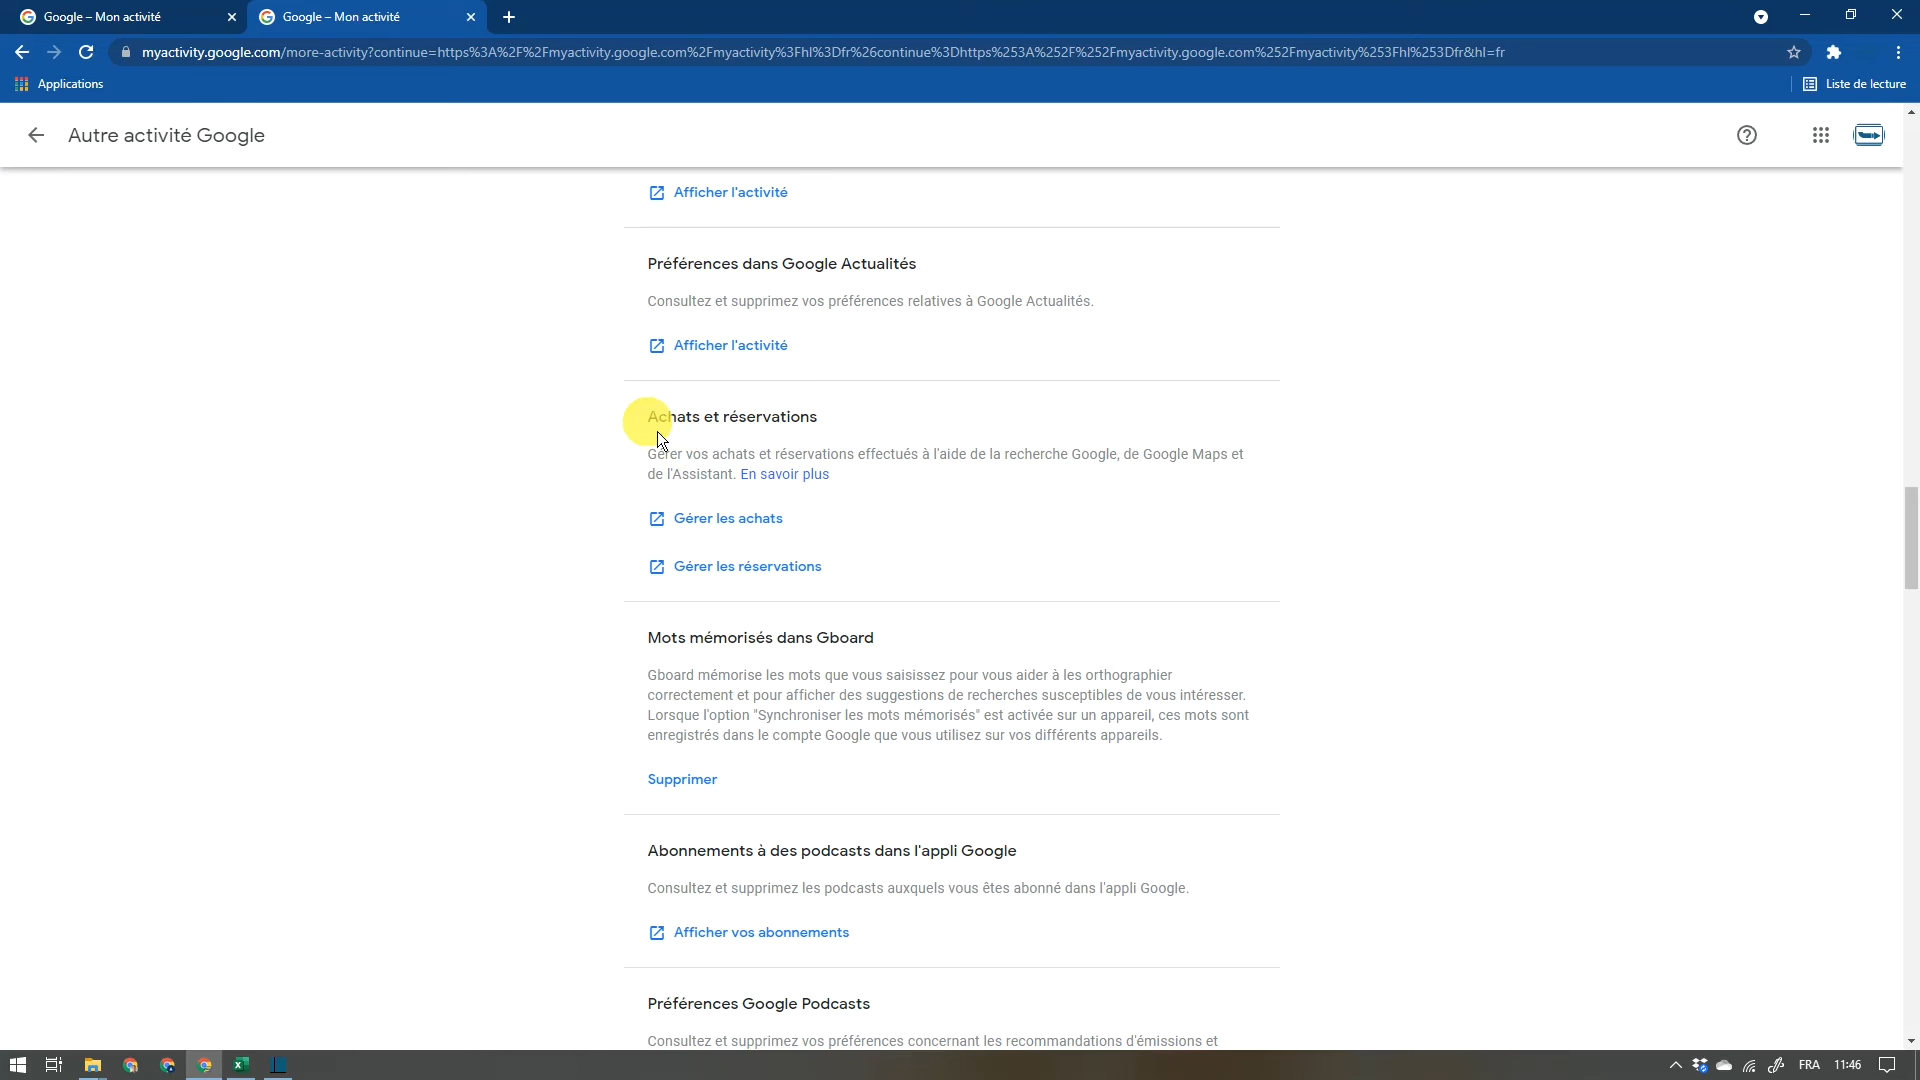 Google – Mon activité
Google – Mon activité
myactivity.google.com/more-activity?continue=https%3A%2F%2Fmyactivity.google.com%2Fmyactivity%3Fhl%3Dfr%26continue%3Dhttps%253A%252F%252Fmyactivity.google.com%252Fmyactivity%253Fhl%253Dfr&hl=fr
Applications
Liste de lecture
Autre activité Google
Afficher l'activité
Préférences dans Google Actualités
Consultez et supprimez vos préférences relatives à Google Actualités.
Afficher l'activité
Achats et réservations
Gérer vos achats et réservations effectués à l'aide de la recherche Google, de Google Maps et
de l'Assistant. En savoir plus
Gérer les achats
Gérer les réservations
Mots mémorisés dans Gboard
Gboard mémorise les mots que vous saisissez pour vous aider à les orthographier
correctement et pour afficher des suggestions de recherches susceptibles de vous intéresser.
Lorsque l'option "Synchroniser les mots mémorisés" est activée sur un appareil, ces mots sont
enregistrés dans le compte Google que vous utilisez sur vos différents appareils.
Supprimer
Abonnements à des podcasts dans l'appli Google
Consultez et supprimez les podcasts auxquels vous êtes abonné dans l'appli Google.
Afficher vos abonnements
Préférences Google Podcasts
Consultez et supprimez vos préférences concernant les recommandations d'émissions et
FRA
11:46